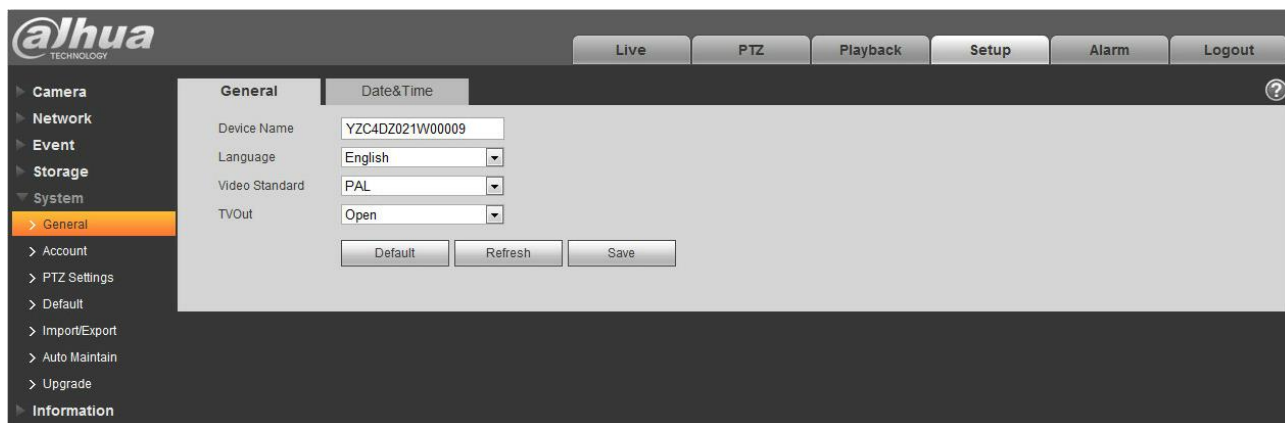 alhua
TECHNOLOGY
Live PTZ Playback Setup Alarm Logout
Camera
Network
Event
Storage
System
> General
> Account
> PTZ Settings
> Default
> Import/Export
> Auto Maintain
> Upgrade
Information
General Date&Time
?
Device Name YZC4DZ021W00009
Language English
Video Standard PAL
TVOut Open
Default Refresh Save